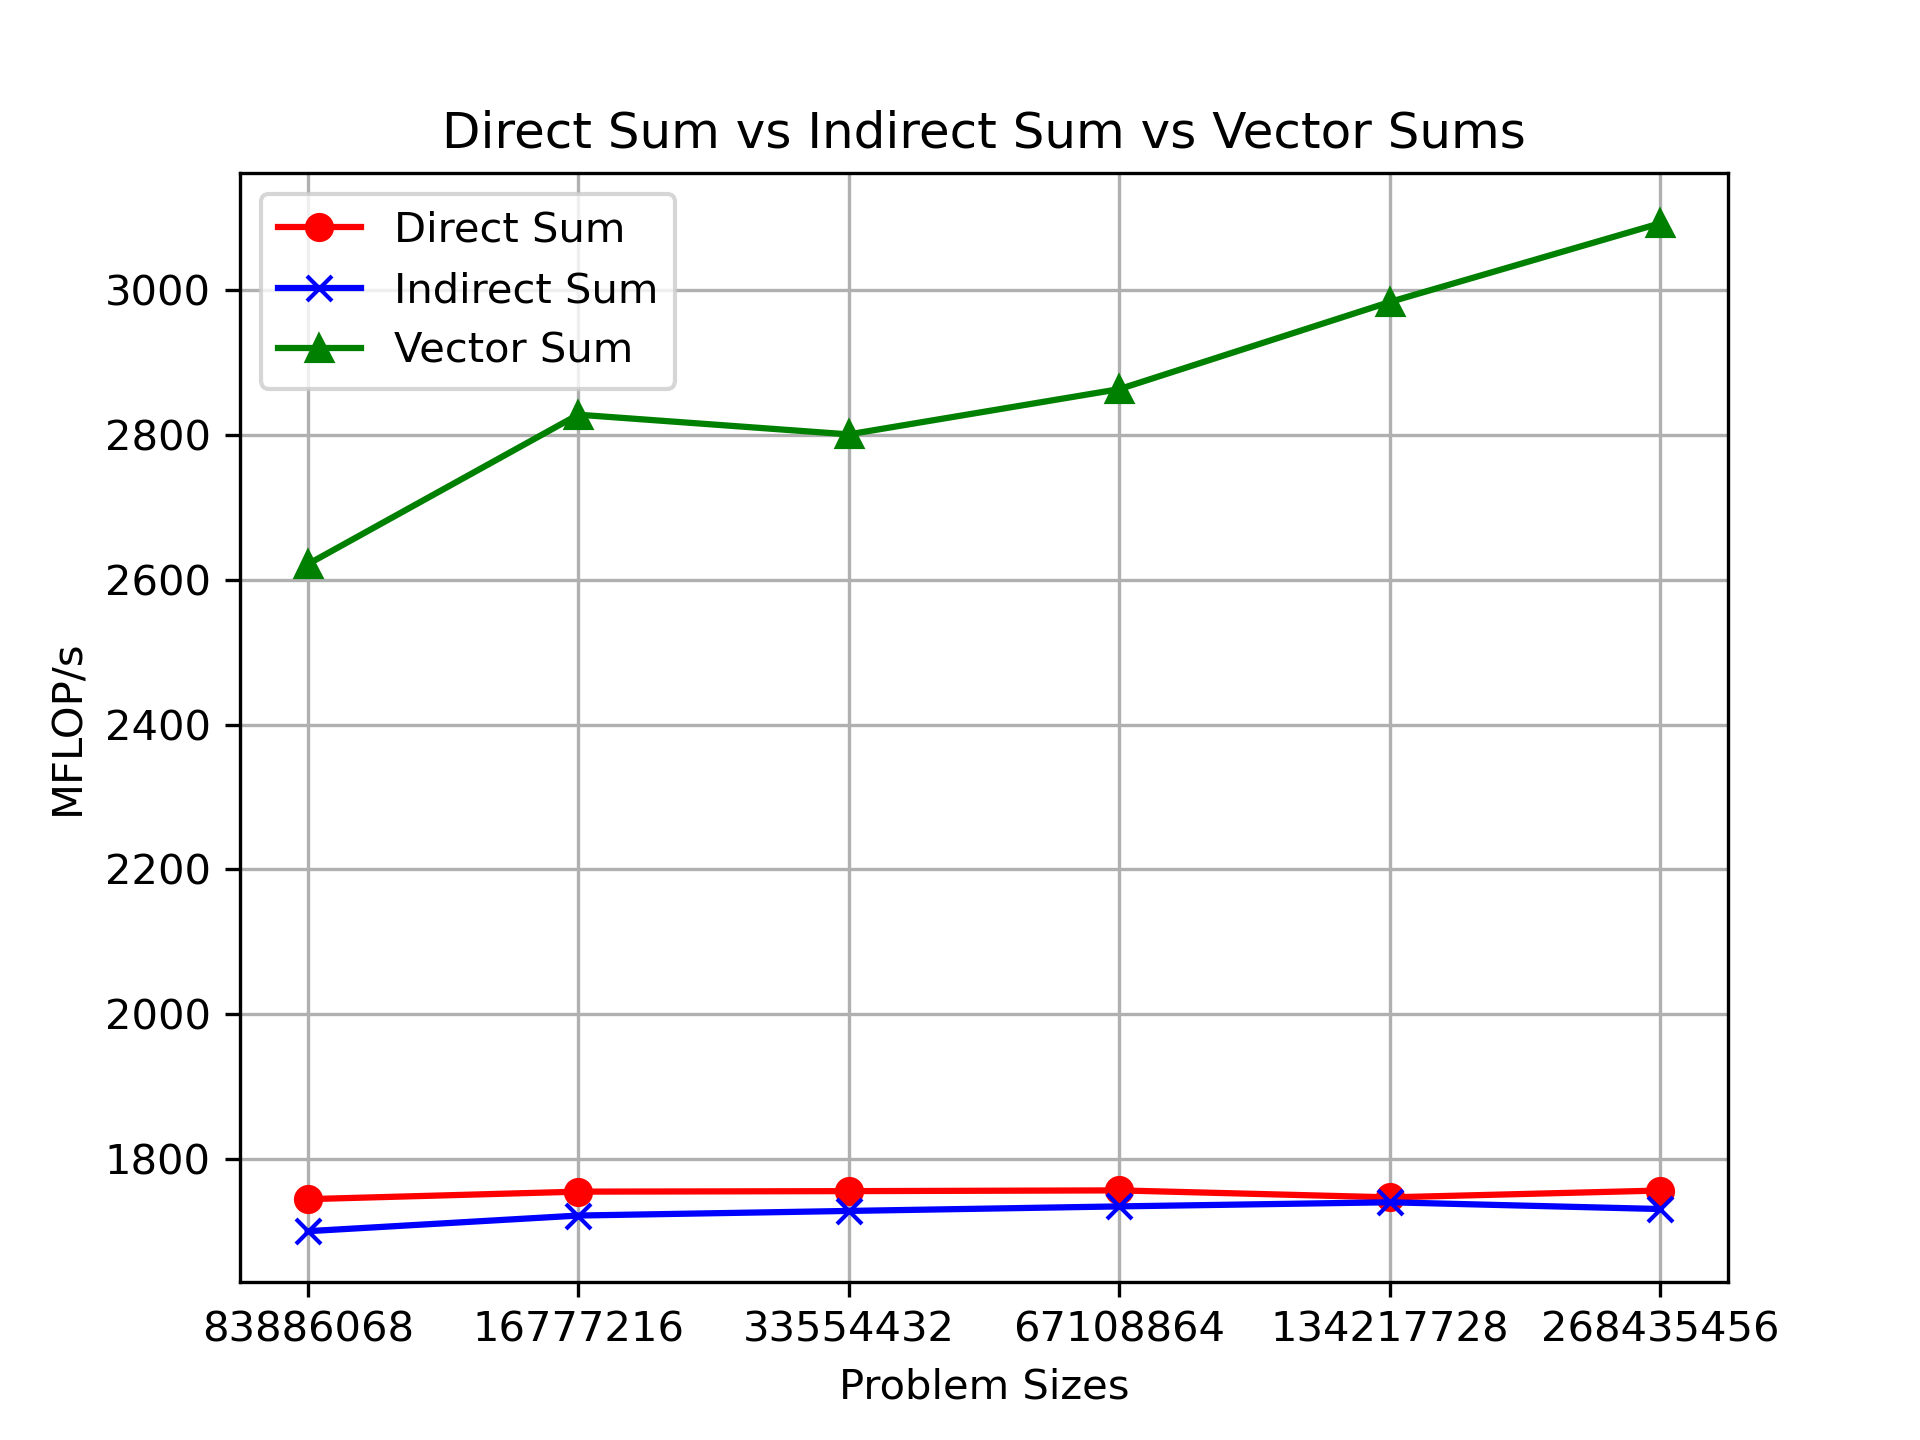 Direct Sum vs Indirect Sum vs Vector Sums
Direct Sum
Indirect Sum
Vector Sum
3000
2800
2600
2400
2200
2000
1800
MFLOP/s
83886068 16777216 33554432 67108864 134217728 268435456
Problem Sizes